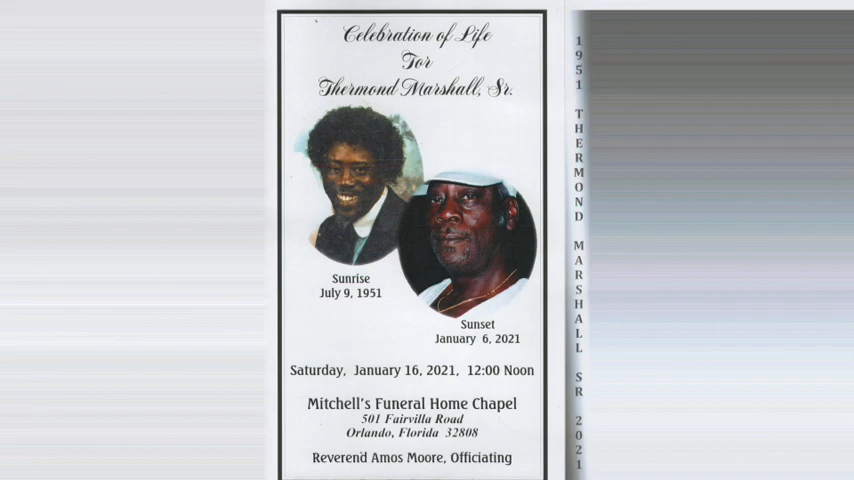 Celebration of Life
For
Thermond Marshall, Sr.
Sunrise
July 9, 1951
Sunset
January 6, 2021
Saturday, January 16, 2021, 12:00 Noon
Mitchell's Funeral Home Chapel
501 Fairvilla Road
Orlando, Florida 32808
Reverend Amos Moore, Officiating
1951 THERMOND MARSHALL SR 2021